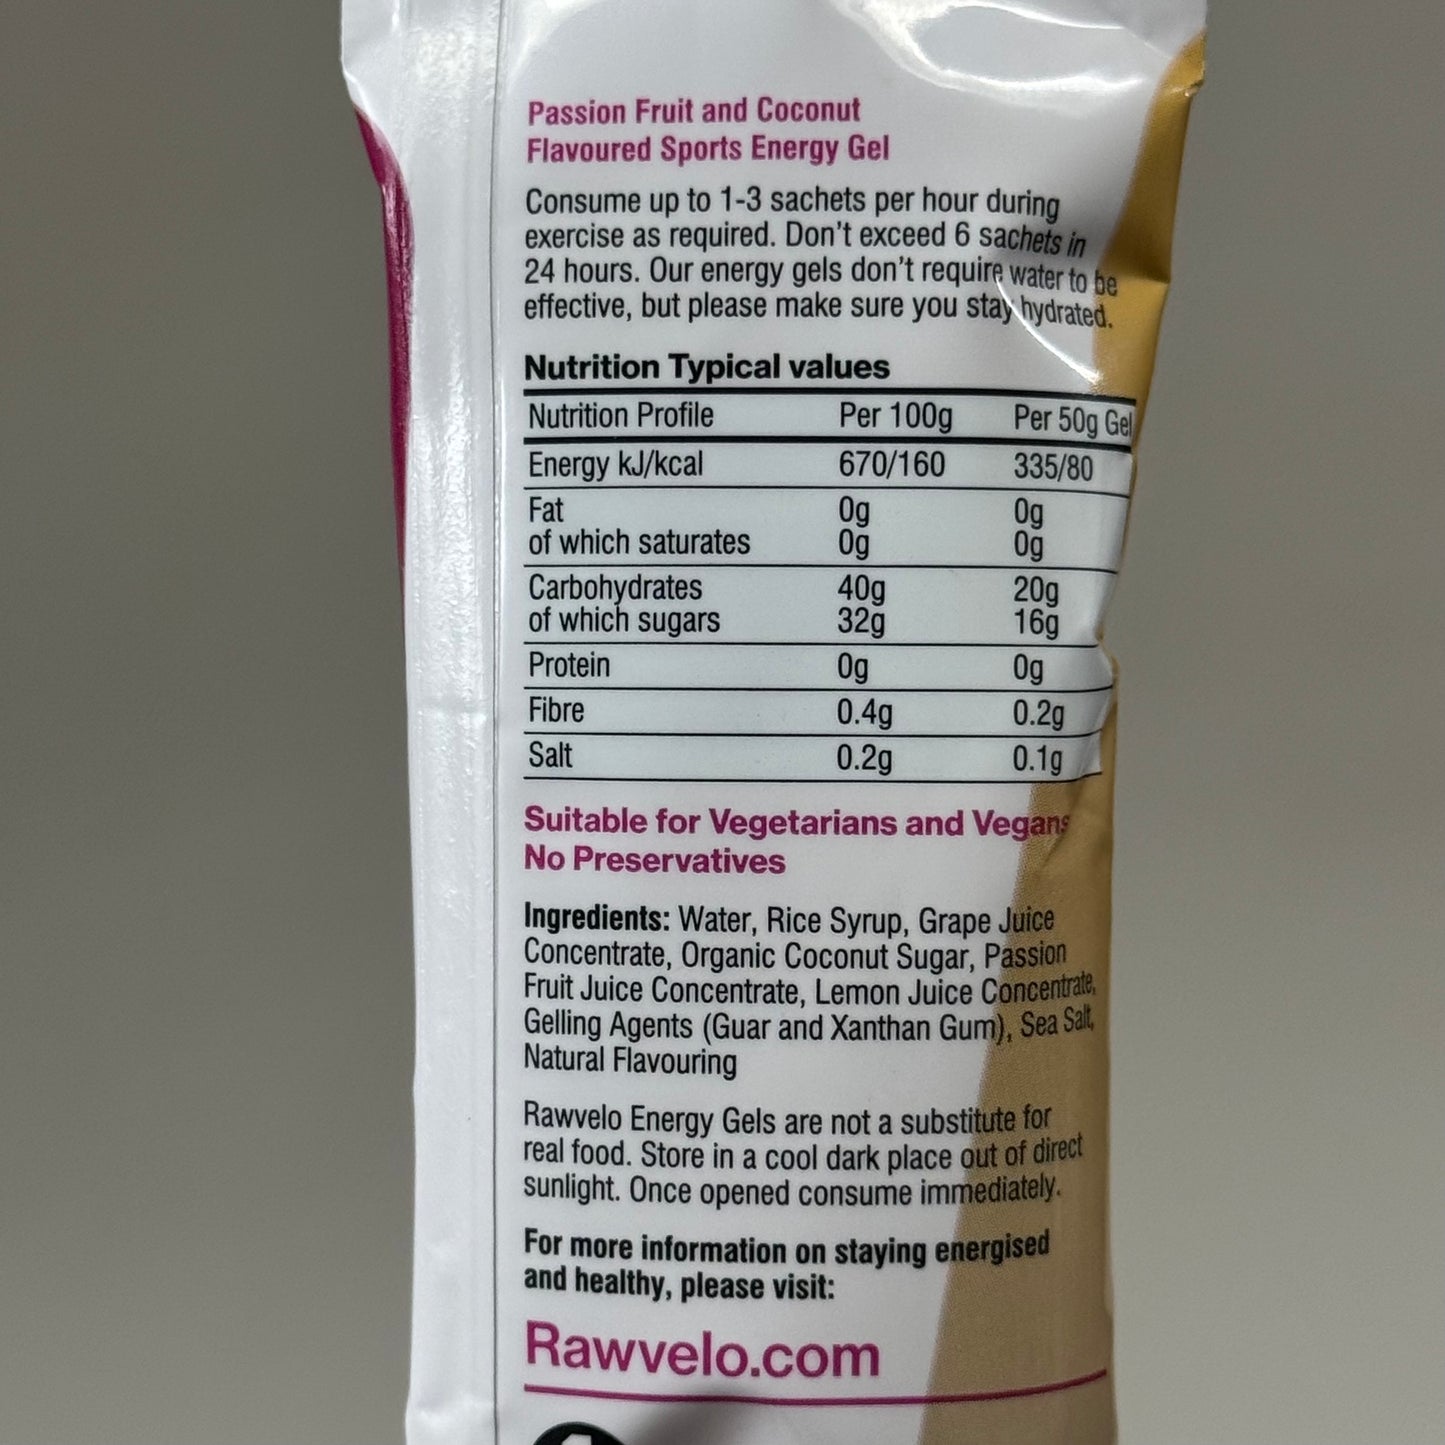 Passion Fruit and Coconut
Flavoured Sports Energy Gel
Consume up to 1-3 sachets per hour during
exercise as required. Don't exceed 6 sachets in
24 hours. Our energy gels don't require water to be
effective, but please make sure you stay hydrated.
Nutrition Typical values
Nutrition Profile Per 100g Per 50g Gel
Energy kJ/kcal 670/160 335/80
Fat 0g 0g
of which saturates 0g 0g
Carbohydrates 40g 20g
of which sugars 32g 16g
Protein 0g 0g
Fibre 0.4g 0.2g
Salt 0.2g 0.1g
Suitable for Vegetarians and Vegans
No Preservatives
Ingredients: Water, Rice Syrup, Grape Juice
Concentrate, Organic Coconut Sugar, Passion
Fruit Juice Concentrate, Lemon Juice Concentrate,
Gelling Agents (Guar and Xanthan Gum), Sea Salt,
Natural Flavouring
Rawvelo Energy Gels are not a substitute for
real food. Store in a cool dark place out of direct
sunlight. Once opened consume immediately.
For more information on staying energised
and healthy, please visit:
Rawvelo.com